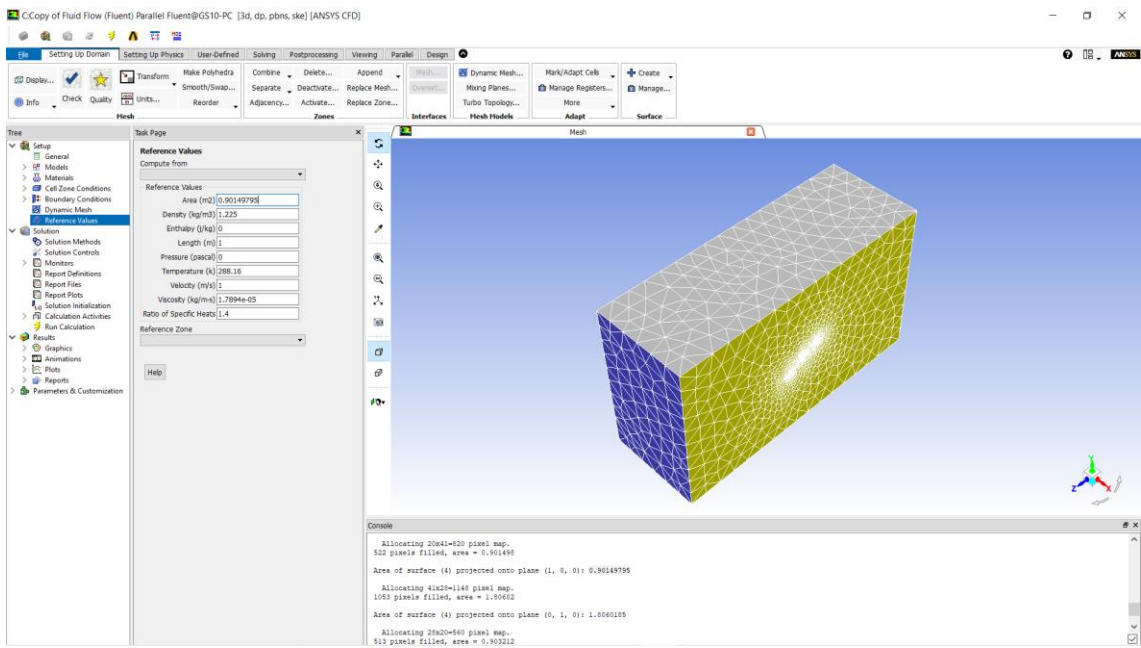 C:Copy of Fluid Flow (Fluent) Parallel Fluent@GS10-PC [3d, dp, pbns, ske] [ANSYS CFD]
File Setting Up Domain Setting Up Physics User-Defined Solving Postprocessing Viewing Parallel Design ANSYS
Display... Transform Make Polyhedra Combine Delete... Append Mesh... Dynamic Mesh... Mark/Adapt Cells Create
Smooth/Swap... Separate Deactivate... Replace Mesh... Overset... Mixing Planes... Manage Registers... Manage...
Info Check Quality Units... Reorder Adjacency... Activate... Replace Zone... Turbo Topology... More
Mesh Zones Interfaces Mesh Models Adapt Surface
Tree
Setup
General
Models
Materials
Cell Zone Conditions
Boundary Conditions
Dynamic Mesh
Reference Values
Solution
Solution Methods
Solution Controls
Monitors
Report Definitions
Report Files
Report Plots
Solution Initialization
Calculation Activities
Run Calculation
Results
Graphics
Animations
Plots
Reports
Parameters & Customization
Task Page
Reference Values
Compute from
Reference Values
Area (m2) 0.90149795
Density (kg/m3) 1.225
Enthalpy (j/kg) 0
Length (m) 1
Pressure (pascal) 0
Temperature (k) 288.16
Velocity (m/s) 1
Viscosity (kg/m-s) 1.7894e-05
Ratio of Specific Heats 1.4
Reference Zone
Help
Mesh
Y
Z X
Console
Allocating 20x41=820 pixel map.
522 pixels filled, area = 0.901498
Area of surface (4) projected onto plane (1, 0, 0): 0.90149795
Allocating 41x28=1148 pixel map.
1053 pixels filled, area = 1.80602
Area of surface (4) projected onto plane (0, 1, 0): 1.8060185
Allocating 28x20=560 pixel map.
513 pixels filled, area = 0.903212